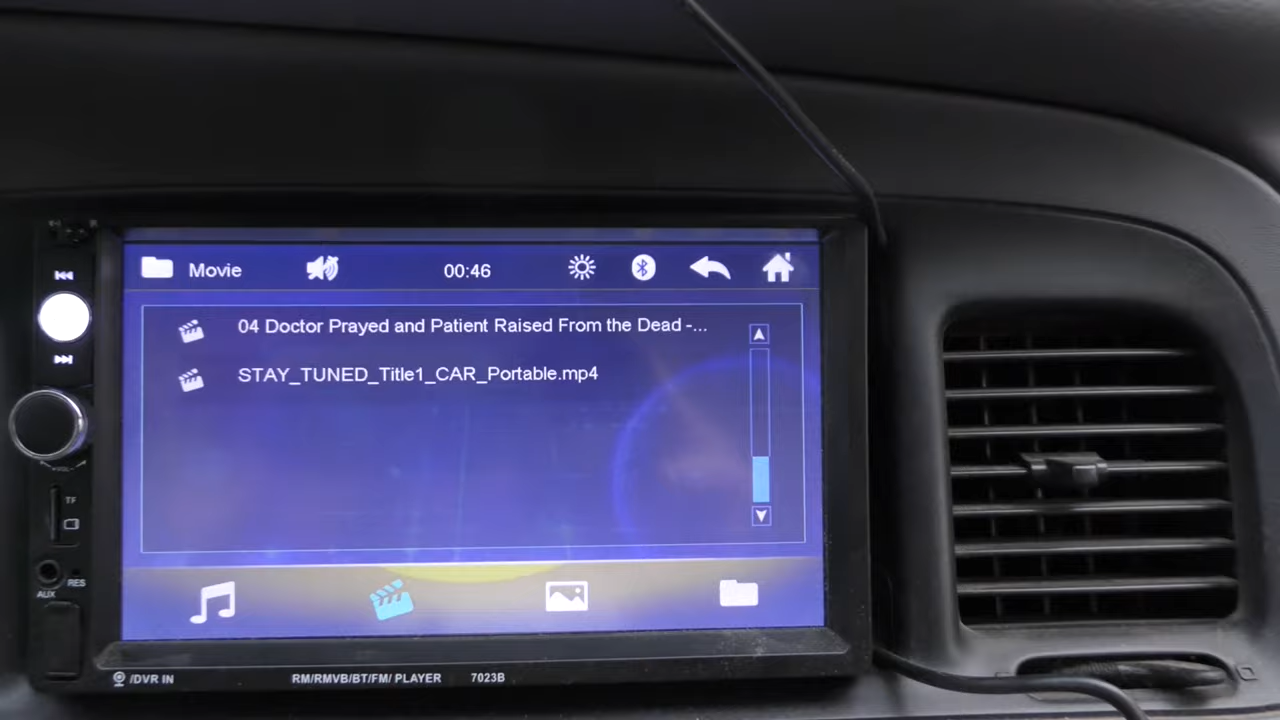 Movie 00:46
04 Doctor Prayed and Patient Raised From the Dead -...
STAY_TUNED_Title1_CAR_Portable.mp4
VOL
TF
RES
AUX
/DVR IN
RM/RMVB/BT/FM/ PLAYER
7023B